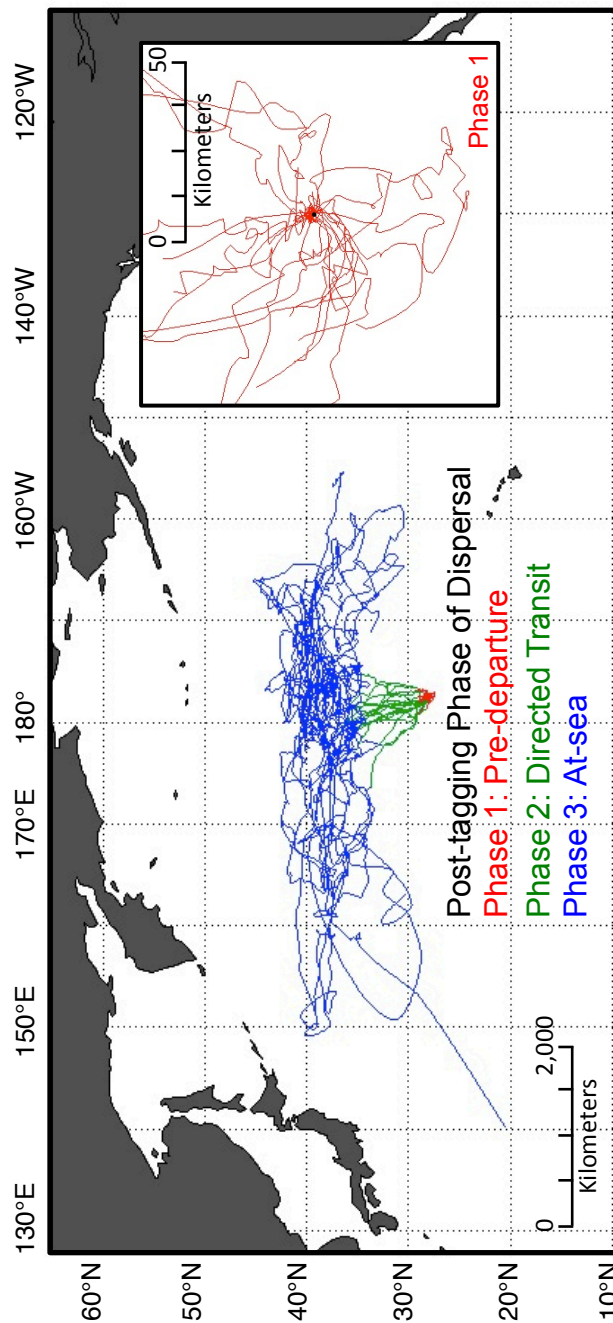 130°E 150°E 170°E 180° 160°W 140°W 120°W
60°N
50°N
40°N
30°N
20°N
10°N
0 50
Kilometers
Phase 1
Post-tagging Phase of Dispersal
Phase 1: Pre-departure
Phase 2: Directed Transit
Phase 3: At-sea
0 2,000
Kilometers